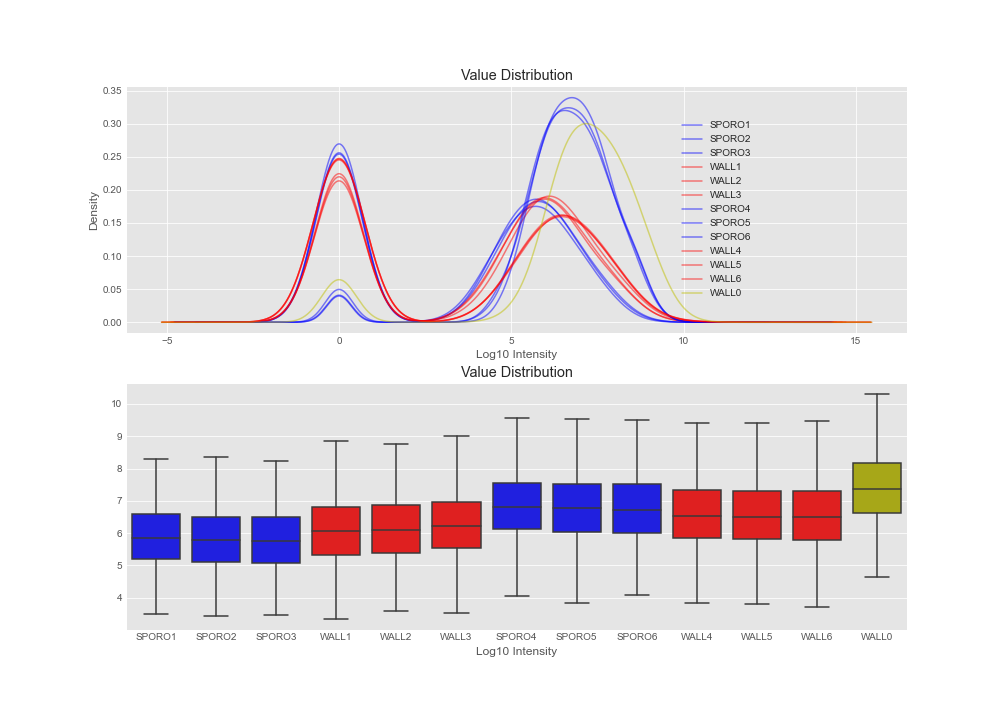 Value Distribution
0.35
0.30
0.25
0.20
0.15
0.10
0.05
0.00
Density
SPORO1
SPORO2
SPORO3
WALL1
WALL2
WALL3
SPORO4
SPORO5
SPORO6
WALL4
WALL5
WALL6
WALL0
−5 0 5 10 15
Log10 Intensity
Value Distribution
10
9
8
7
6
5
4
SPORO1 SPORO2 SPORO3 WALL1 WALL2 WALL3 SPORO4 SPORO5 SPORO6 WALL4 WALL5 WALL6 WALL0
Log10 Intensity